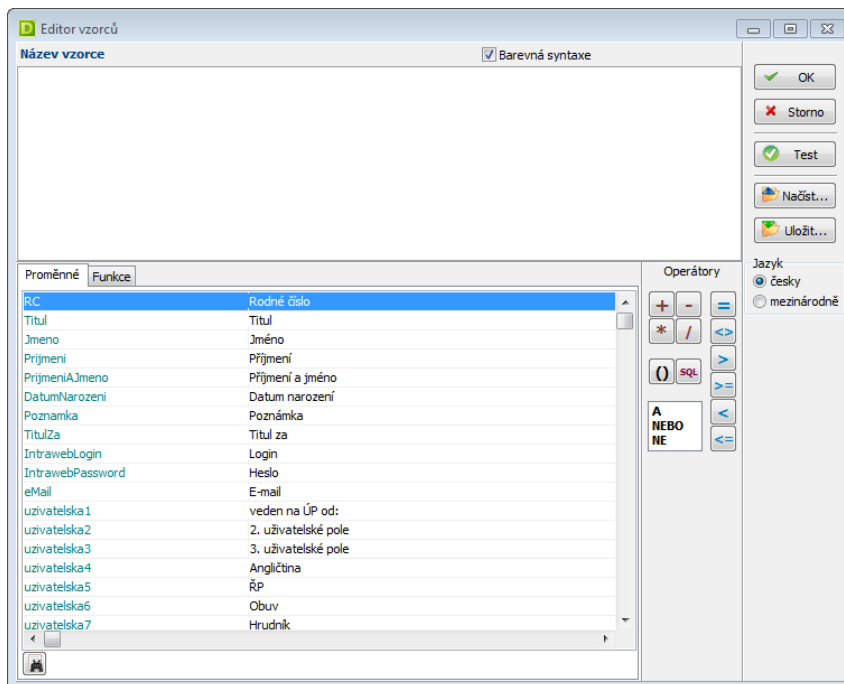 Editor vzorců
Název vzorce
Barevná syntaxe
OK
Storno
Test
Načíst...
Uložit...
Jazyk
česky
mezinárodně
Proměnné Funkce
RC Rodné číslo
Titul Titul
Jmeno Jméno
Prijmeni Příjmení
PrijmeniAJmeno Příjmení a jméno
DatumNarozeni Datum narození
Poznamka Poznámka
TitulZa Titul za
IntrawebLogin Login
IntrawebPassword Heslo
eMail E-mail
uzivatelska1 veden na ÚP od:
uzivatelska2 2. uživatelské pole
uzivatelska3 3. uživatelské pole
uzivatelska4 Angličtina
uzivatelska5 ŘP
uzivatelska6 Obuv
uzivatelska7 Hrudník
Operátory
+ - =
* / <>
>
() SQL
>=
A
NEBO
NE
<
<=